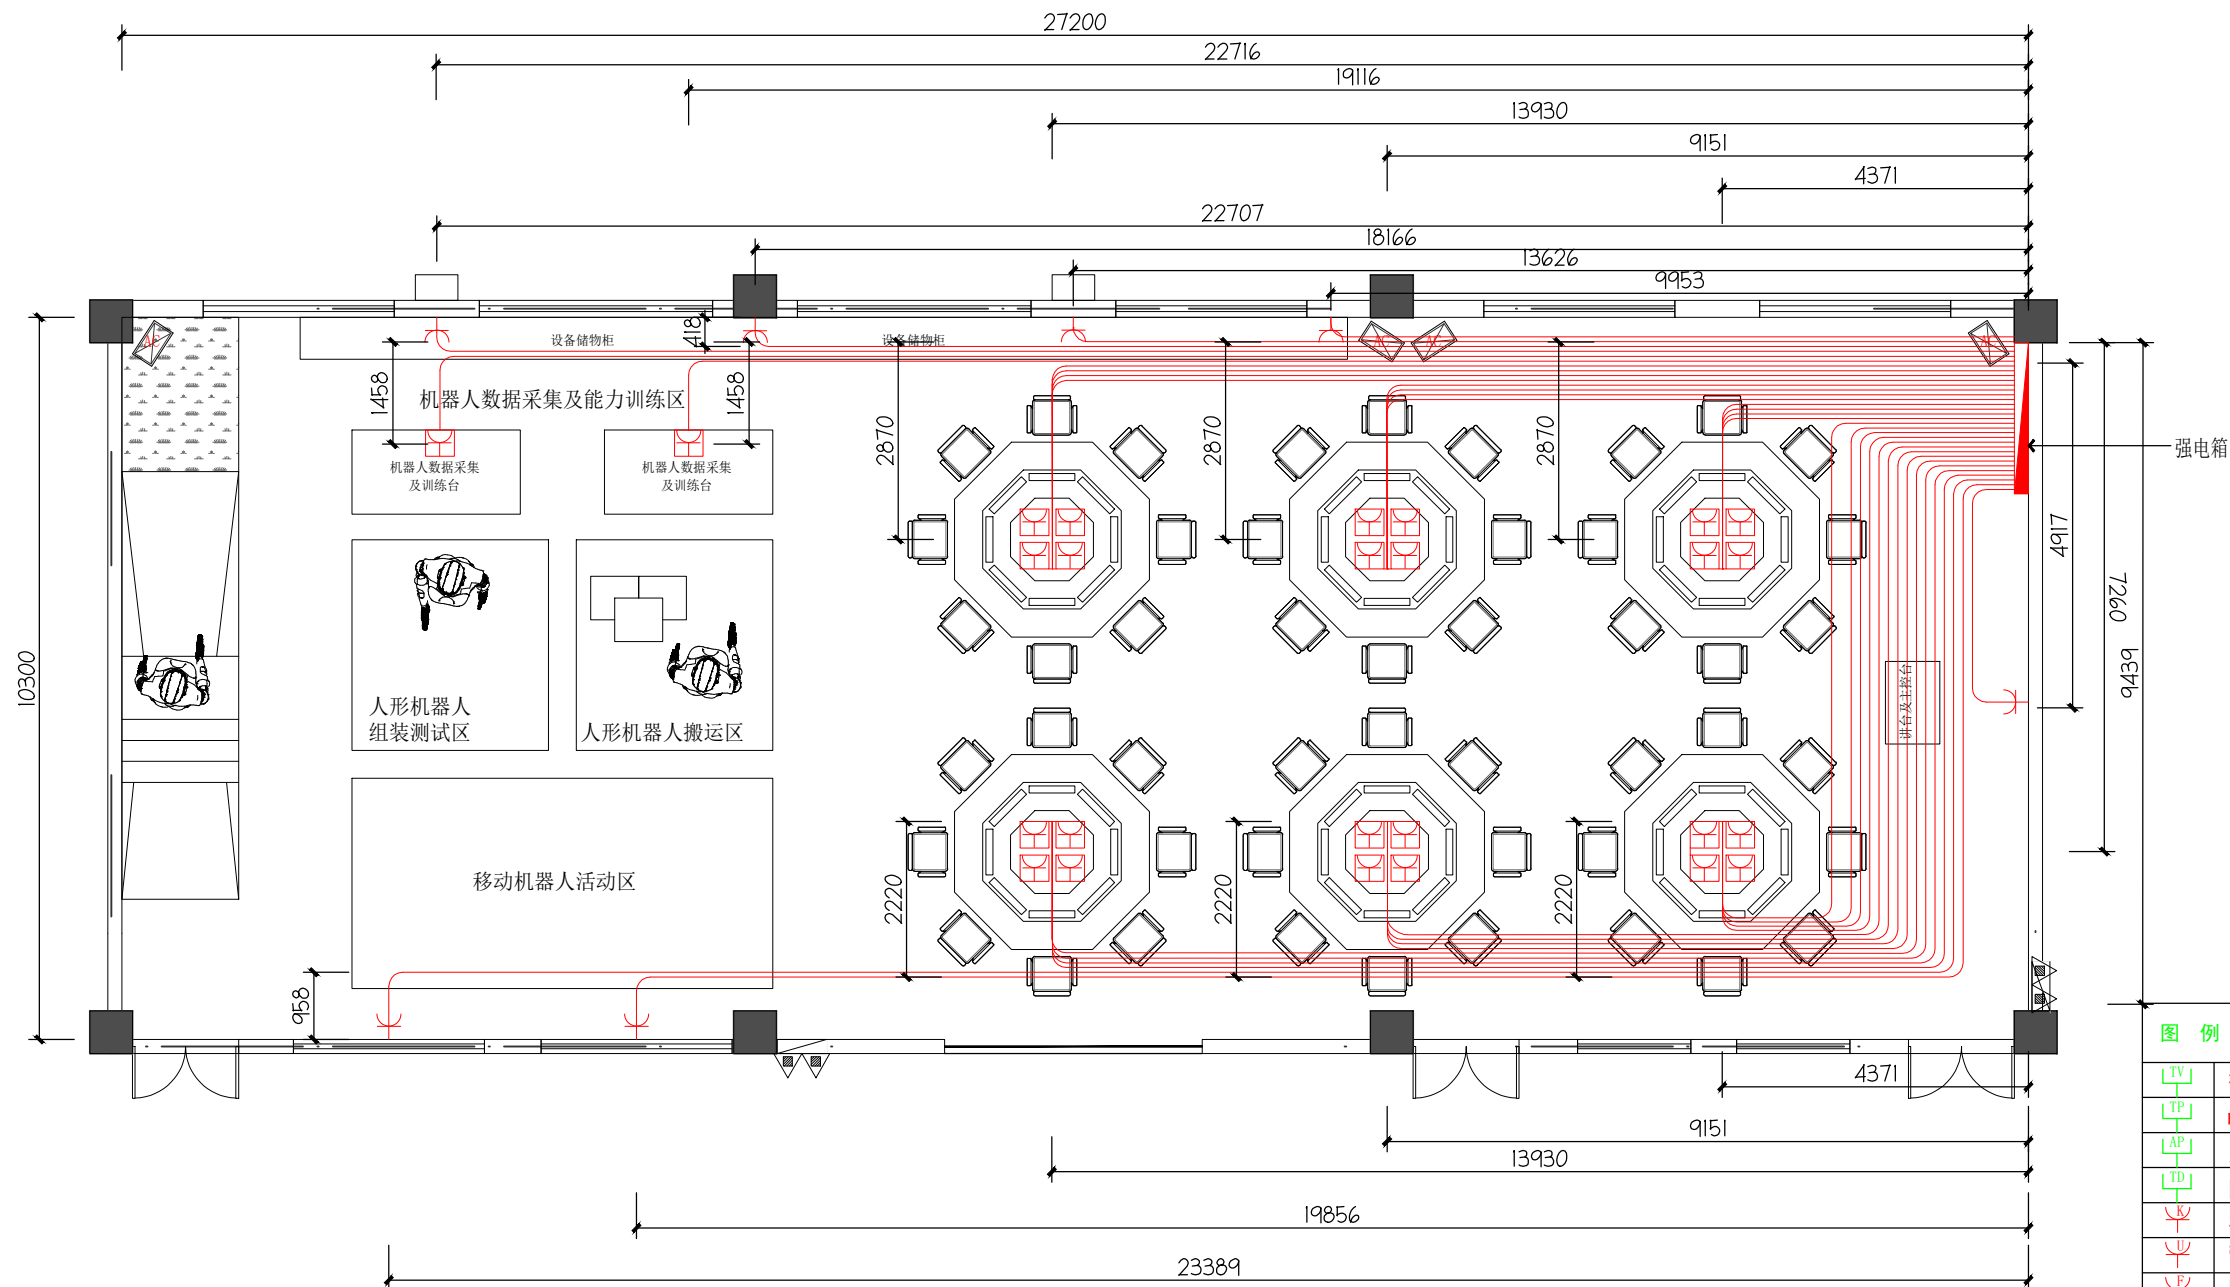 27200
22716
19116
13930
9151
4371
22707
18166
13626
9953
418
设备储物柜
设备储物柜
AC
AC
AC
AC
1458
1458
机器人数据采集及能力训练区
2870
2870
2870
机器人数据采集
及训练台
机器人数据采集
及训练台
强电箱
4917
7260
9439
10300
人形机器人
组装测试区
人形机器人搬运区
讲台及主控台
移动机器人活动区
2220
2220
2220
958
图 例
TV
TP
AP
TD
K
U
F
4371
9151
13930
19856
23389